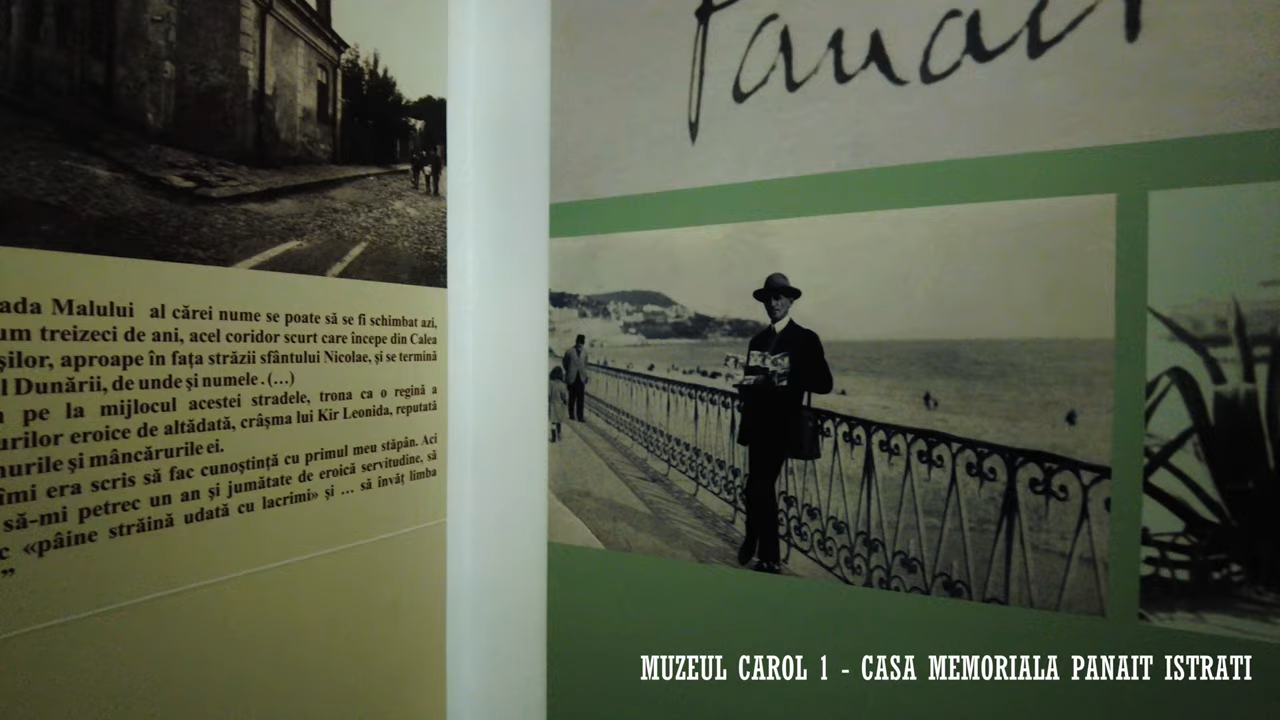 ada Malului al cărei nume se poate să se fi schimbat azi,
um treizeci de ani, acel coridor scurt care începe din Calea
șilor, aproape în fața străzii sfântului Nicolae, și se termină
l Dunării, de unde și numele . (...)
pe la mijlocul acestei stradele, trona ca o regină a
urilor eroice de altădată, crâșma lui Kir Leonida, reputată
nurile și mâncărurile ei.
îmi era scris să fac cunoștință cu primul meu stăpân. Aci
să-mi petrec un an și jumătate de eroică servitudine, să
c «pâine străină udată cu lacrimi» și ... să învăț limba
”
Panait
MUZEUL CAROL 1 - CASA MEMORIALA PANAIT ISTRATI